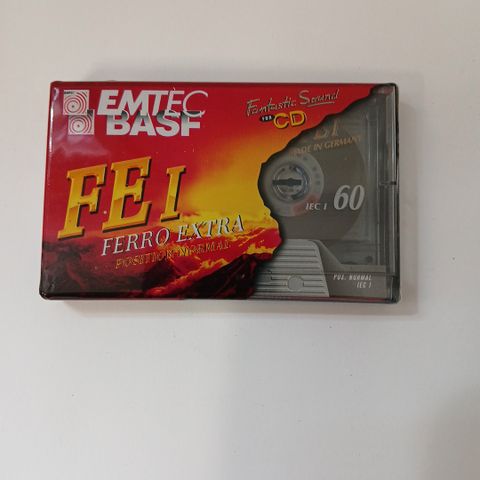 EMTEC
BASF
Fantastic Sound
FOR CD
FE I
FERRO EXTRA
POSITION NORMAL
MADE IN GERMANY
IEC I 60
POS. NORMAL
IEC I